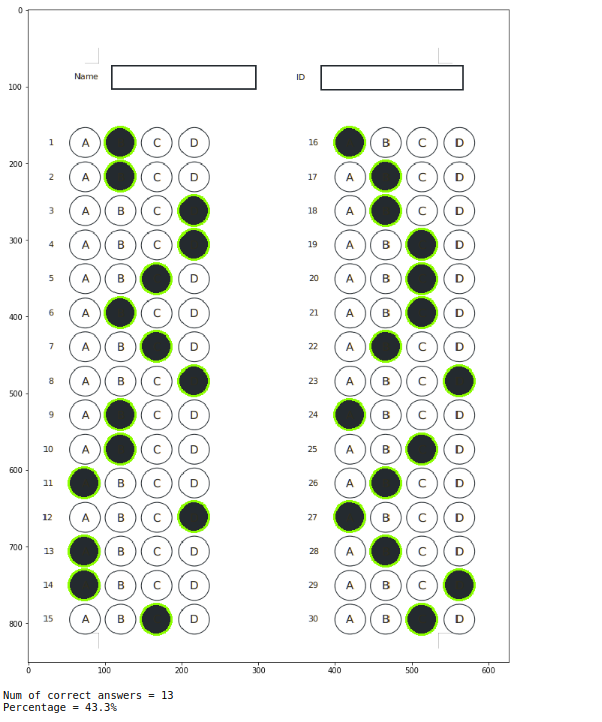 0
100
200
300
400
500
600
700
800
0 100 200 300 400 500 600
Name ID
1 A C D 16 B C D
2 A C D 17 A C D
3 A B C 18 A C D
4 A B C 19 A B D
5 A B D 20 A B D
6 A C D 21 A B D
7 A B D 22 A C D
8 A B C 23 A B C
9 A C D 24 B C D
10 A C D 25 A B D
11 B C D 26 A C D
12 A B C 27 B C D
13 B C D 28 A C D
14 B C D 29 A B C
15 A B D 30 A B D
Num of correct answers = 13
Percentage = 43.3%